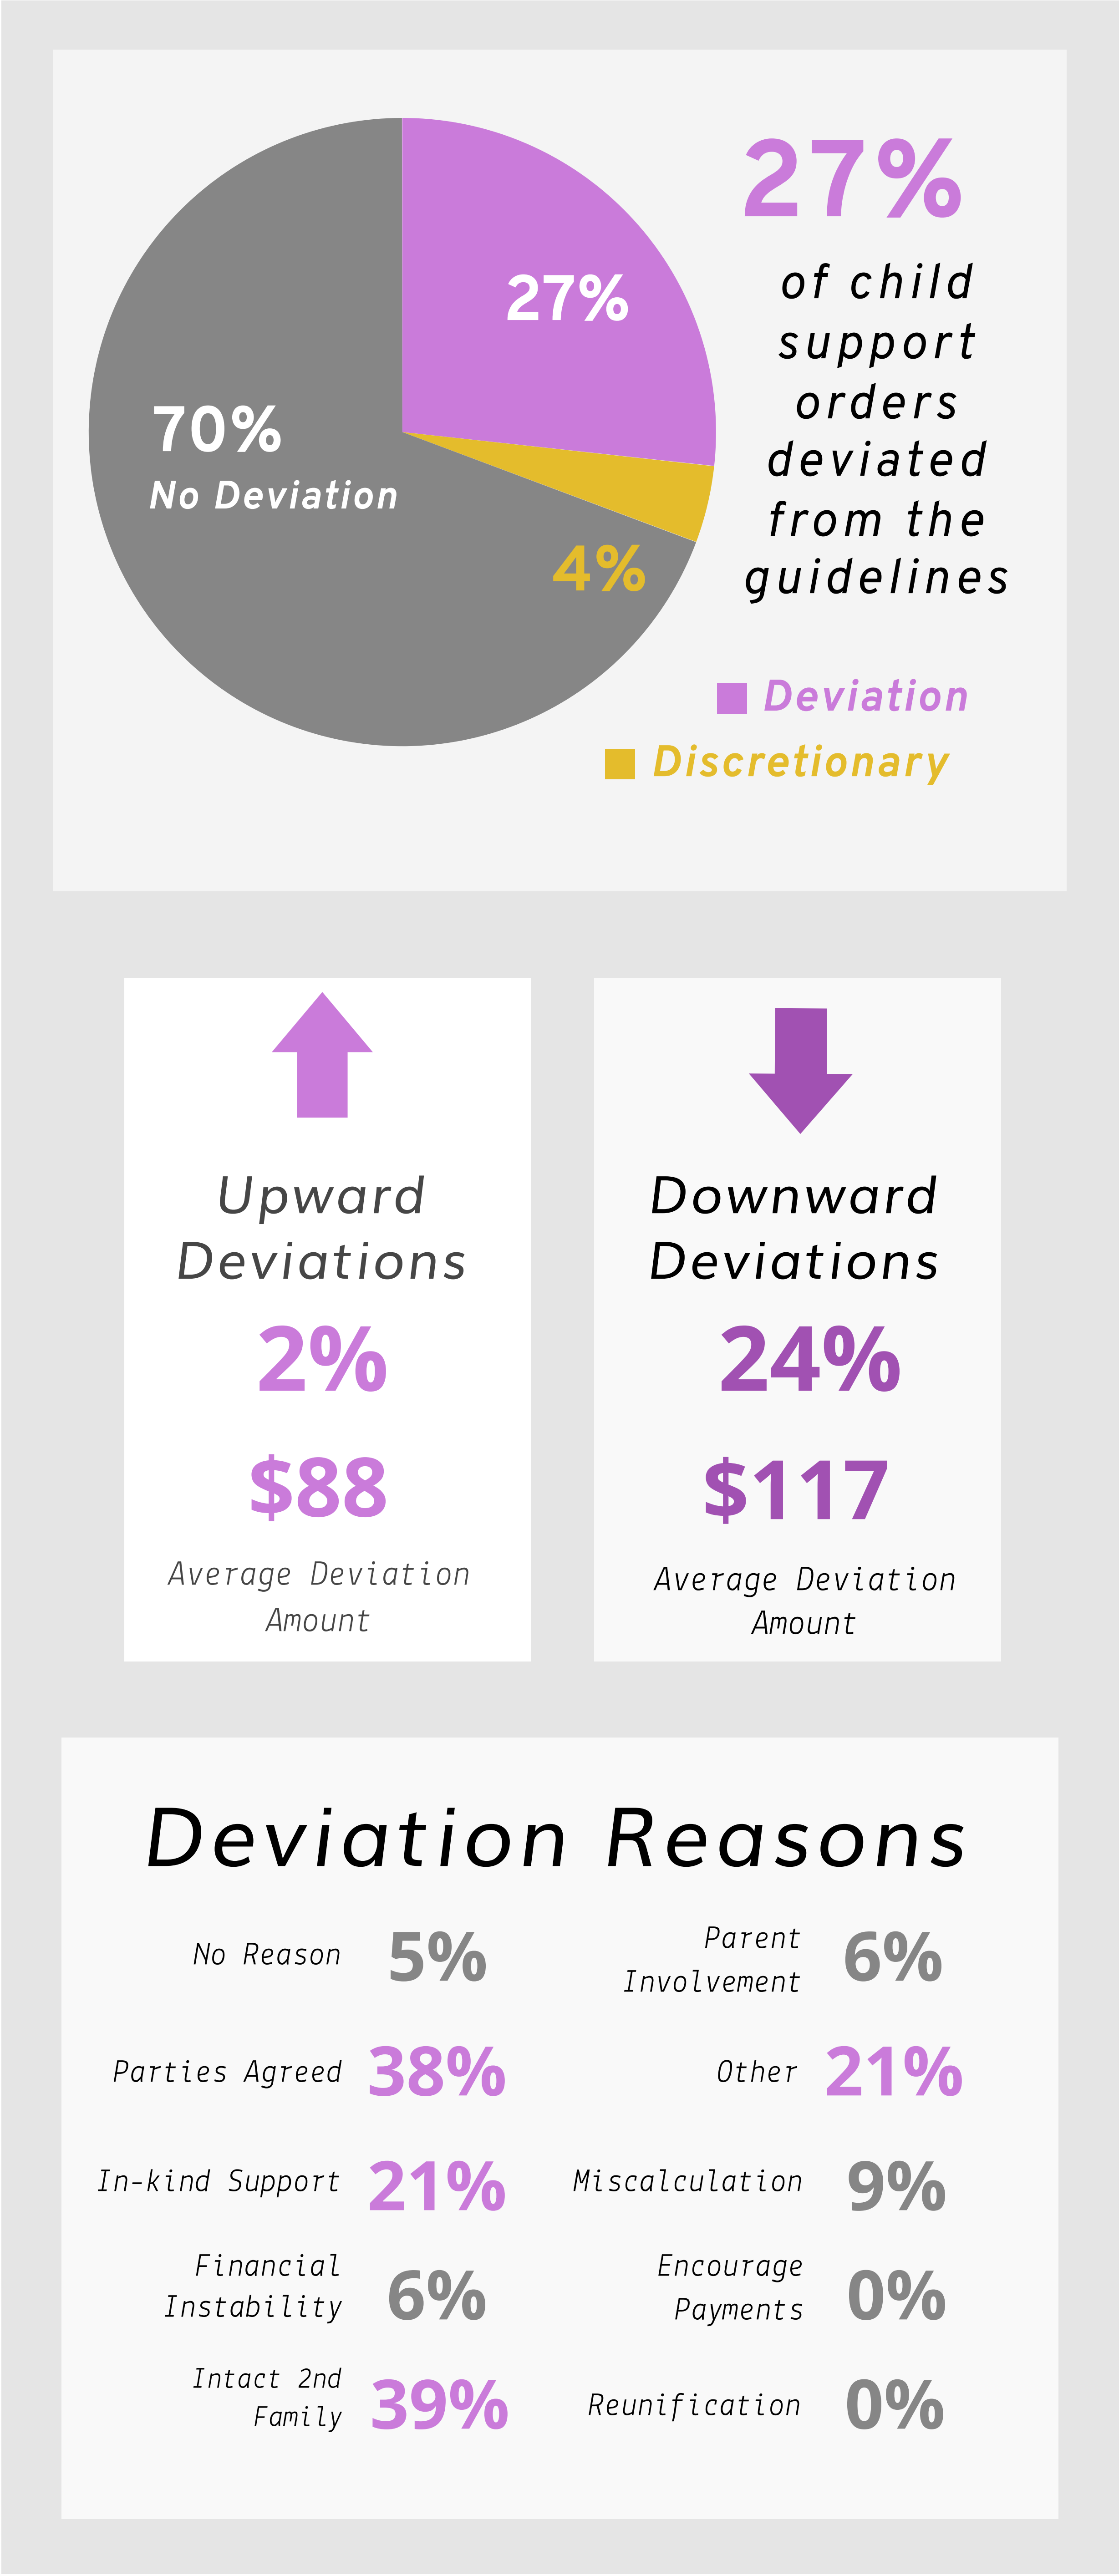 27%
of child
support
orders
deviated
from the
guidelines
27%
70%
No Deviation
4%
Deviation
Discretionary
Upward
Deviations
2%
$88
Average Deviation
Amount
Downward
Deviations
24%
$117
Average Deviation
Amount
Deviation Reasons
No Reason 5%
Parties Agreed 38%
In-kind Support 21%
Financial
Instability 6%
Intact 2nd
Family 39%
Parent
Involvement 6%
Other 21%
Miscalculation 9%
Encourage
Payments 0%
Reunification 0%